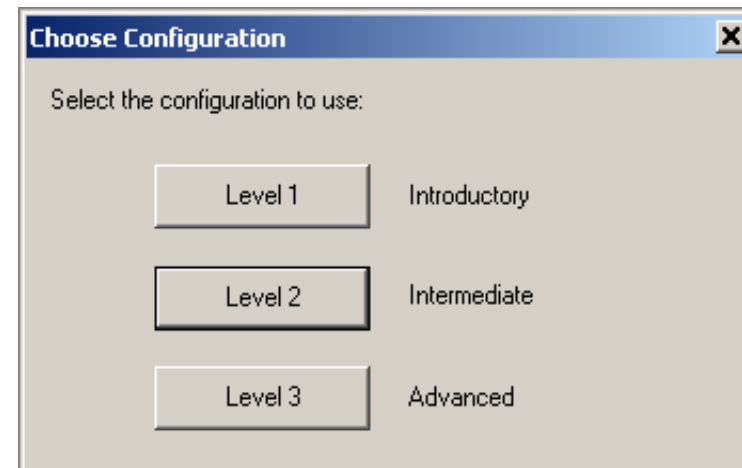 Choose Configuration
Select the configuration to use:
Level 1 Introductory
Level 2 Intermediate
Level 3 Advanced